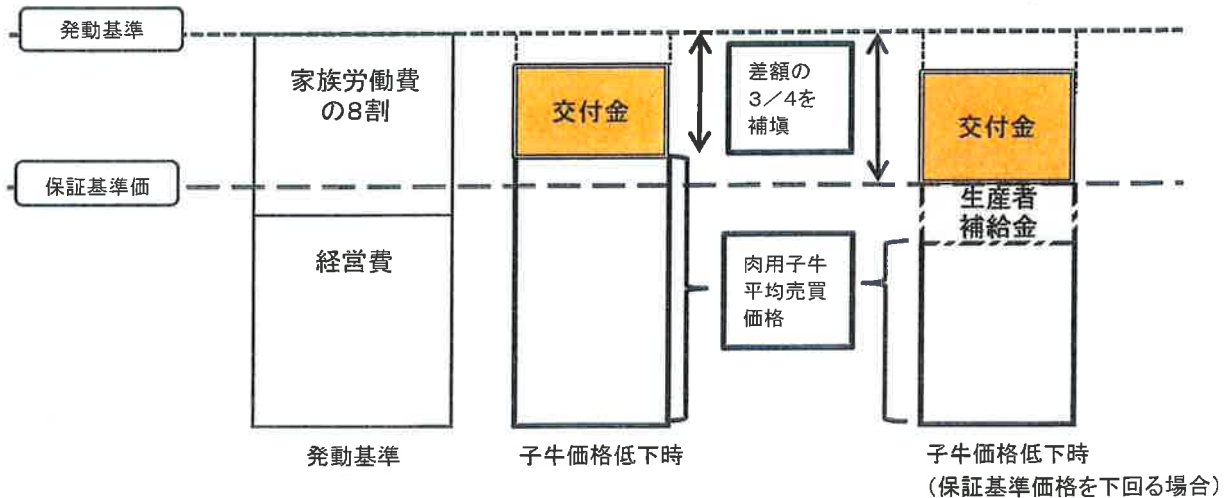 発動基準
家族労働費
の8割
交付金
差額の
3／4を
補塡
交付金
保証基準価
生産者
補給金
経営費
肉用子牛
平均売買
価格
発動基準
子牛価格低下時
子牛価格低下時
（保証基準価格を下回る場合）